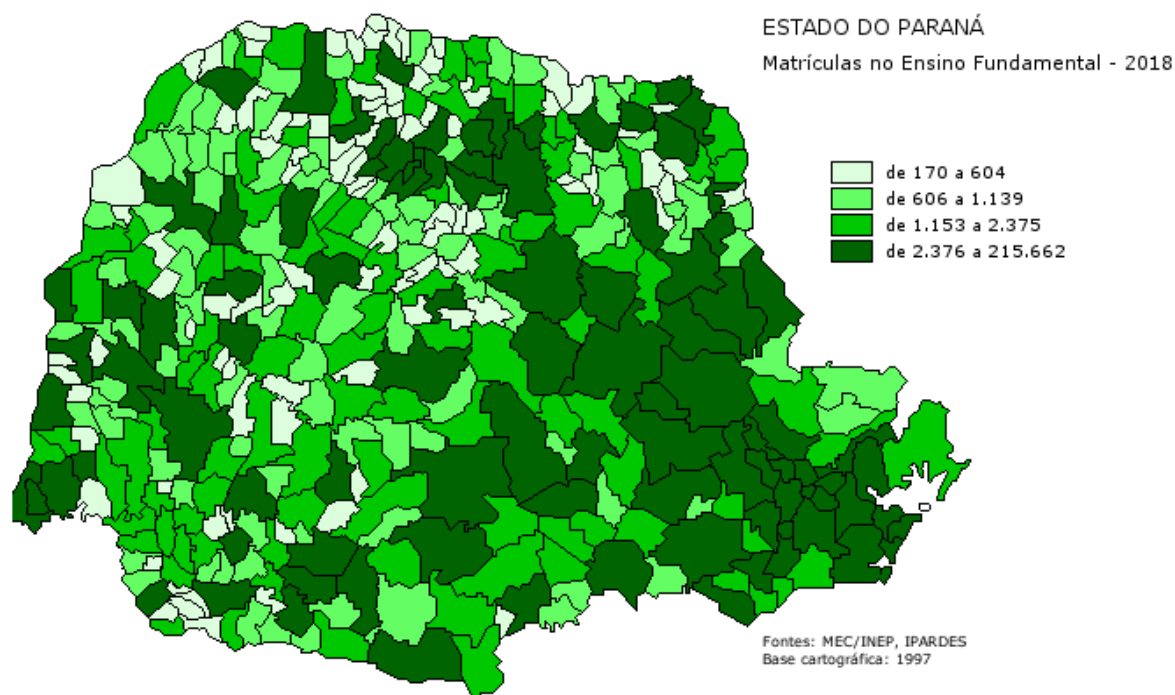 ESTADO DO PARANÁ
Matrículas no Ensino Fundamental - 2018
de 170 a 604
de 606 a 1.139
de 1.153 a 2.375
de 2.376 a 215.662
Fontes: MEC/INEP, IPARDES
Base cartográfica: 1997